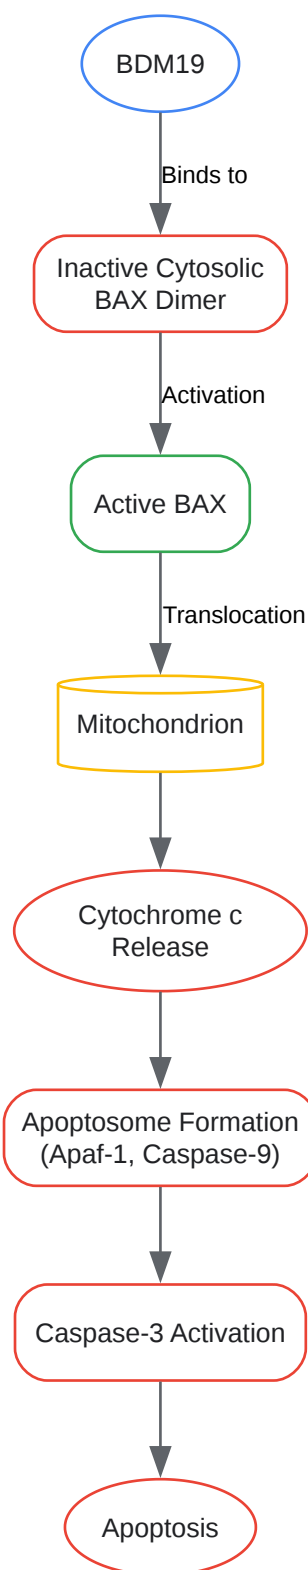 BDM19
Binds to
Inactive Cytosolic
BAX Dimer
Activation
Active BAX
Translocation
Mitochondrion
Cytochrome c
Release
Apoptosome Formation
(Apaf-1, Caspase-9)
Caspase-3 Activation
Apoptosis